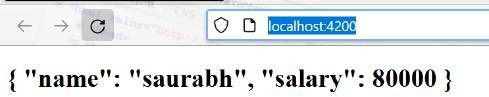 localhost:4200
{ "name": "saurabh", "salary": 80000 }